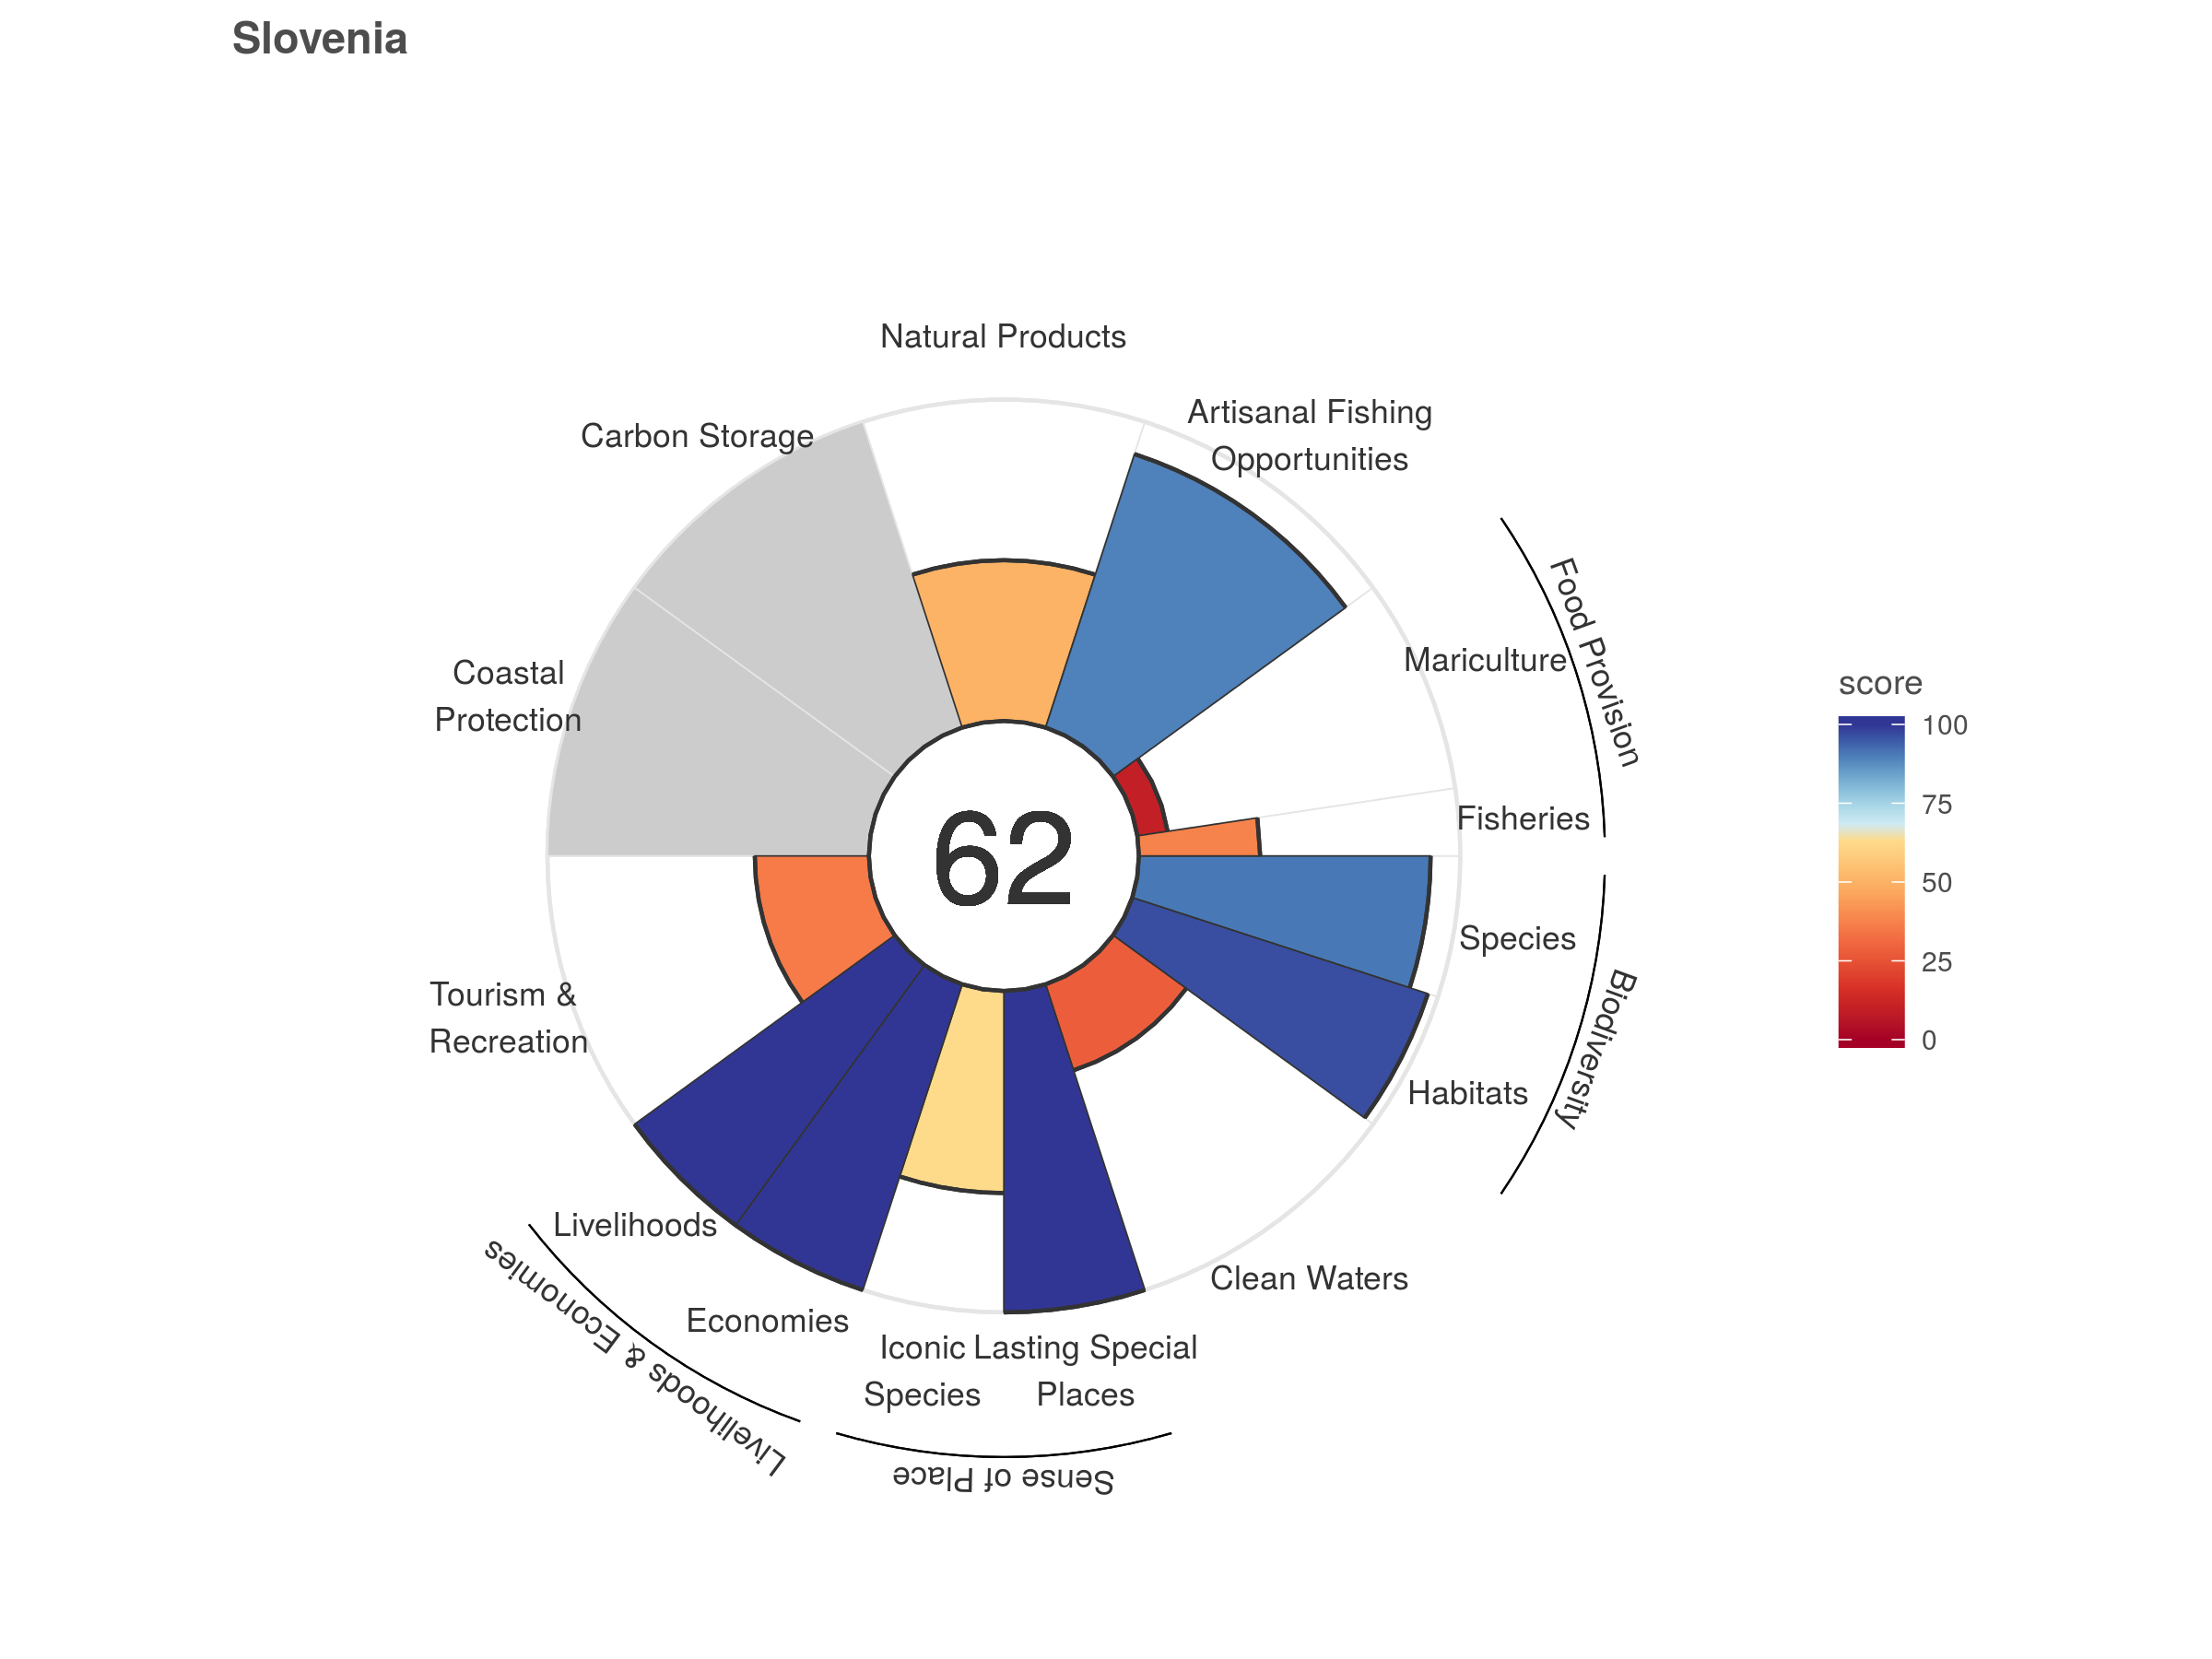 Slovenia
Natural Products
Artisanal Fishing
Opportunities
Carbon Storage
Food Provision
Mariculture
Coastal
Protection
Fisheries
62
Species
Biodiversity
Tourism &
Recreation
Habitats
Livelihoods
Clean Waters
Economies
Iconic
Species
Lasting Special
Places
Livelihoods & Economies
Sense of Place
score
100
75
50
25
0